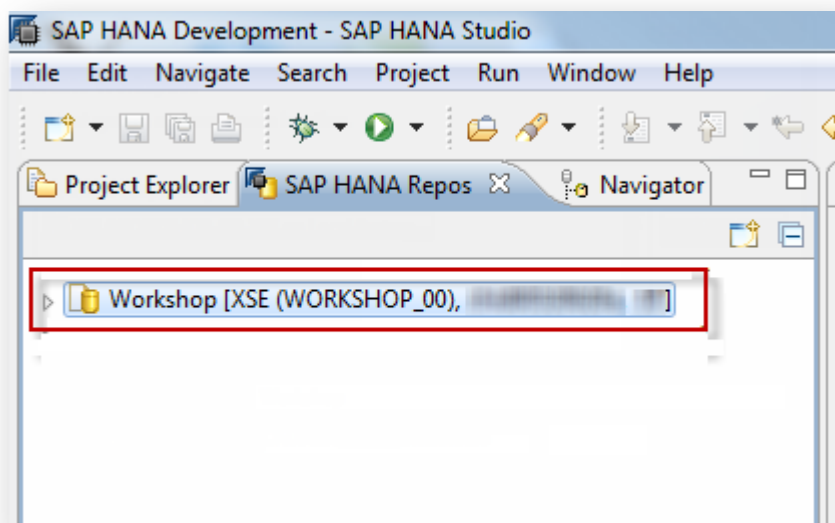 SAP HANA Development - SAP HANA Studio
File Edit Navigate Search Project Run Window Help
Project Explorer SAP HANA Repos Navigator
Workshop [XSE (WORKSHOP_00), ]